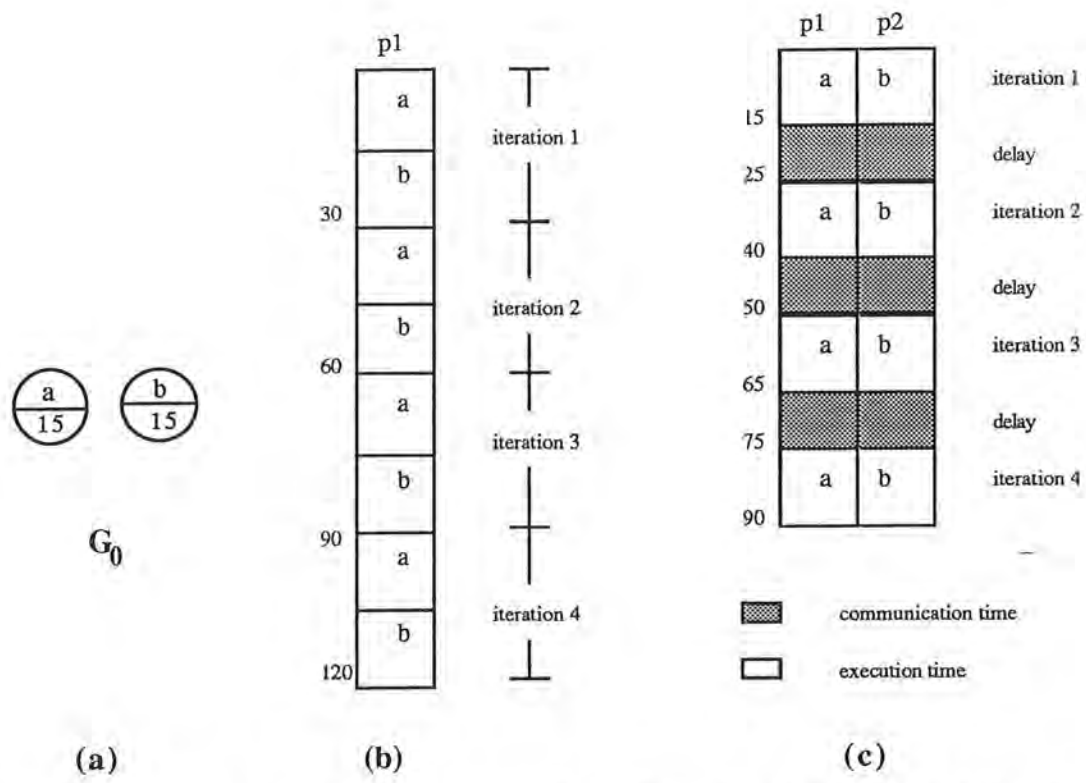 a
15
b
15
G0
(a)
p1
a
b
30
a
b
60
a
b
90
a
b
120
iteration 1
iteration 2
iteration 3
iteration 4
(b)
p1 p2
a b iteration 1
15
delay
25
a b iteration 2
40
delay
50
a b iteration 3
65
delay
75
a b iteration 4
90
communication time
execution time
(c)